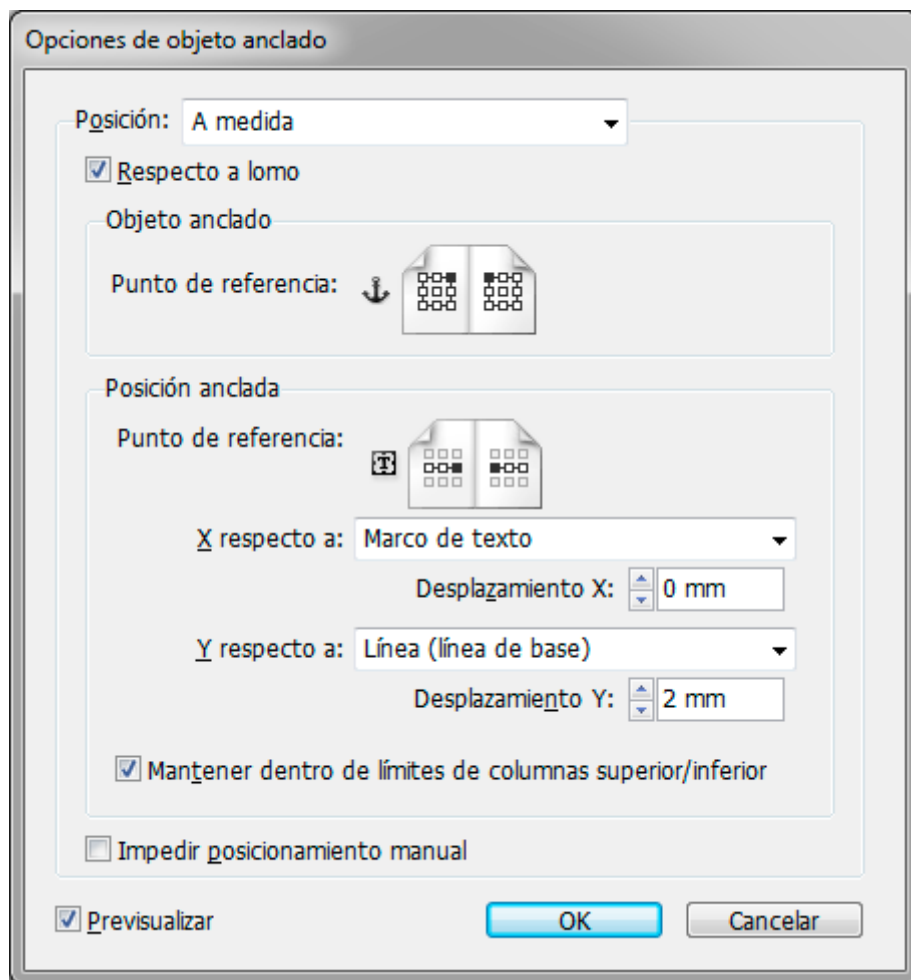 Opciones de objeto anclado
Posición: A medida
Respecto a lomo
Objeto anclado
Punto de referencia:
Posición anclada
Punto de referencia:
T
X respecto a: Marco de texto
Desplazamiento X: 0 mm
Y respecto a: Línea (línea de base)
Desplazamiento Y: 2 mm
Mantener dentro de límites de columnas superior/inferior
Impedir posicionamiento manual
Previsualizar OK Cancelar